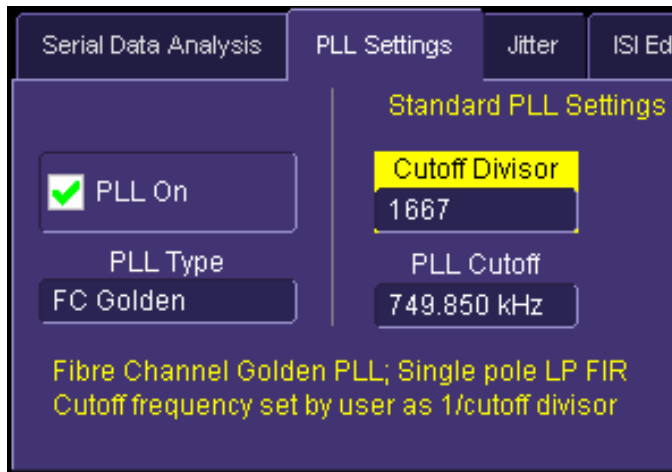 Serial Data Analysis PLL Settings Jitter ISI Ed
Standard PLL Settings
PLL On
Cutoff Divisor
1667
PLL Type
FC Golden
PLL Cutoff
749.850 kHz
Fibre Channel Golden PLL; Single pole LP FIR
Cutoff frequency set by user as 1/cutoff divisor